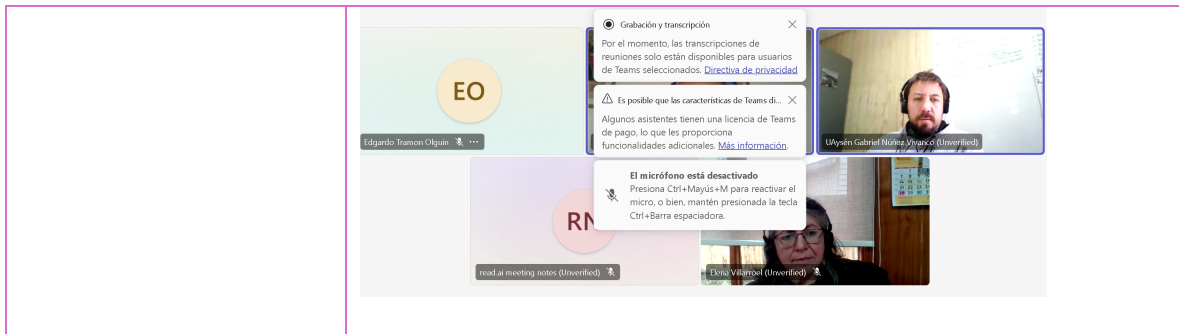 Grabación y transcripción
Por el momento, las transcripciones de
reuniones solo están disponibles para usuarios
de Teams seleccionados. Directiva de privacidad
EO
Edgardo Tramon Olguin
Es posible que las características de Teams di...
Algunos asistentes tienen una licencia de Teams
de pago, lo que les proporciona
funcionalidades adicionales. Más información.
UAysén Gabriel Núñez Vivanco (Unverified)
El micrófono está desactivado
Presiona Ctrl+Mayús+M para reactivar el
micro, o bien, mantén presionada la tecla
Ctrl+Barra espaciadora.
RN
read.ai meeting notes (Unverified)
Elena Villarroel (Unverified)